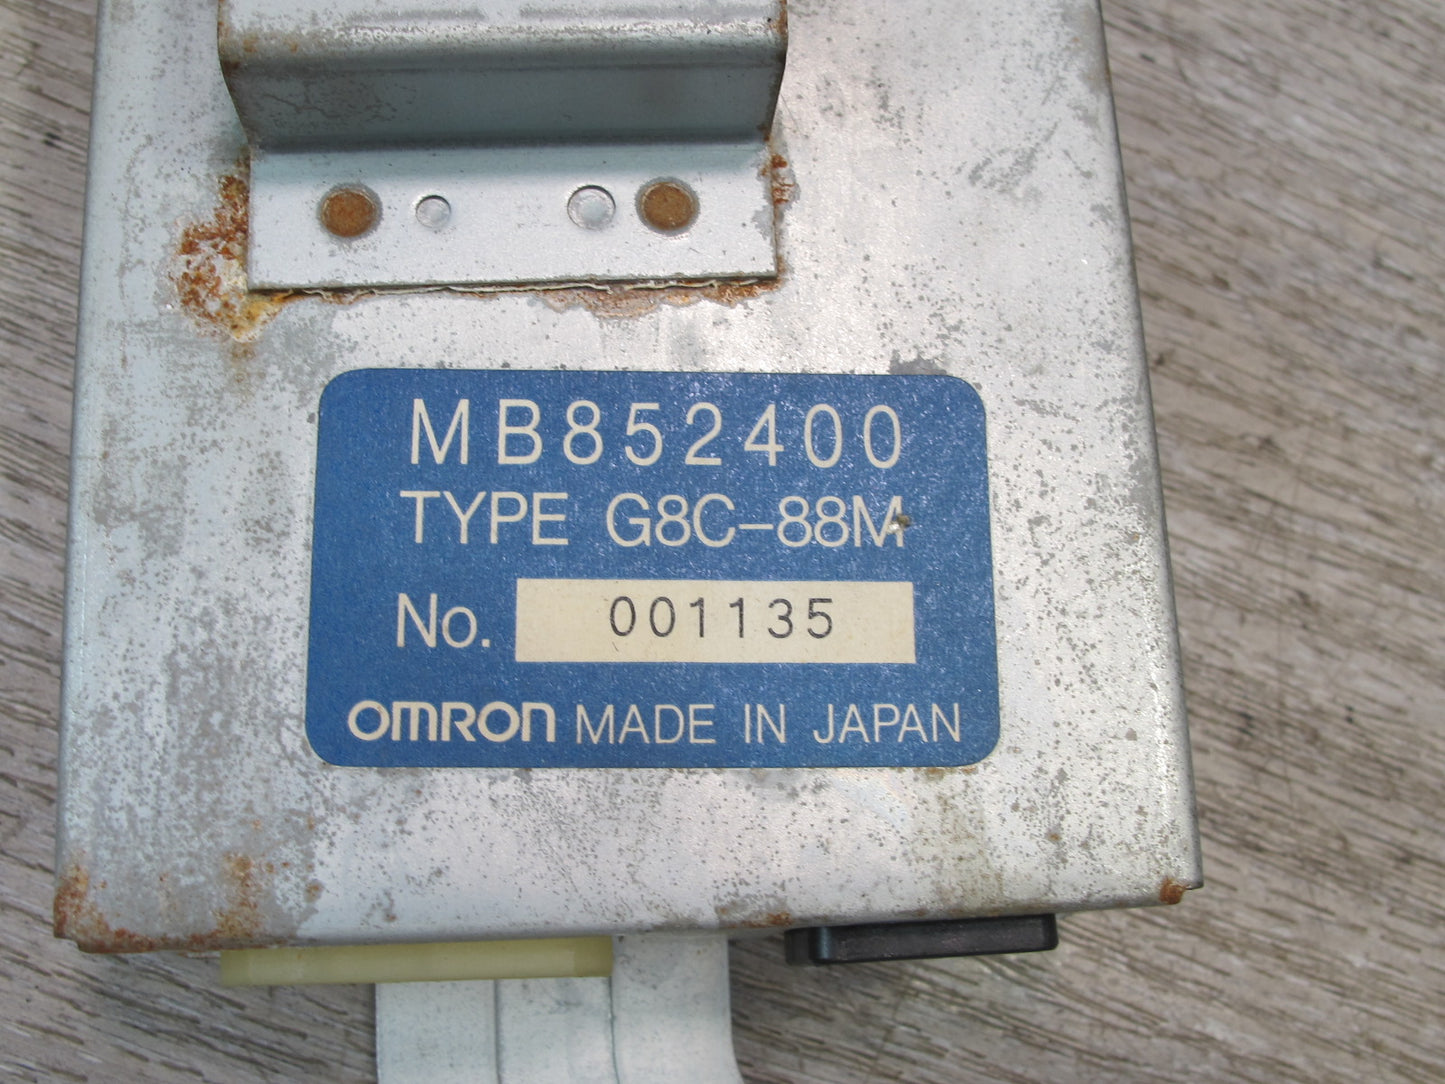 MB852400
TYPE G8C-88M
No. 001135
OMRON MADE IN JAPAN